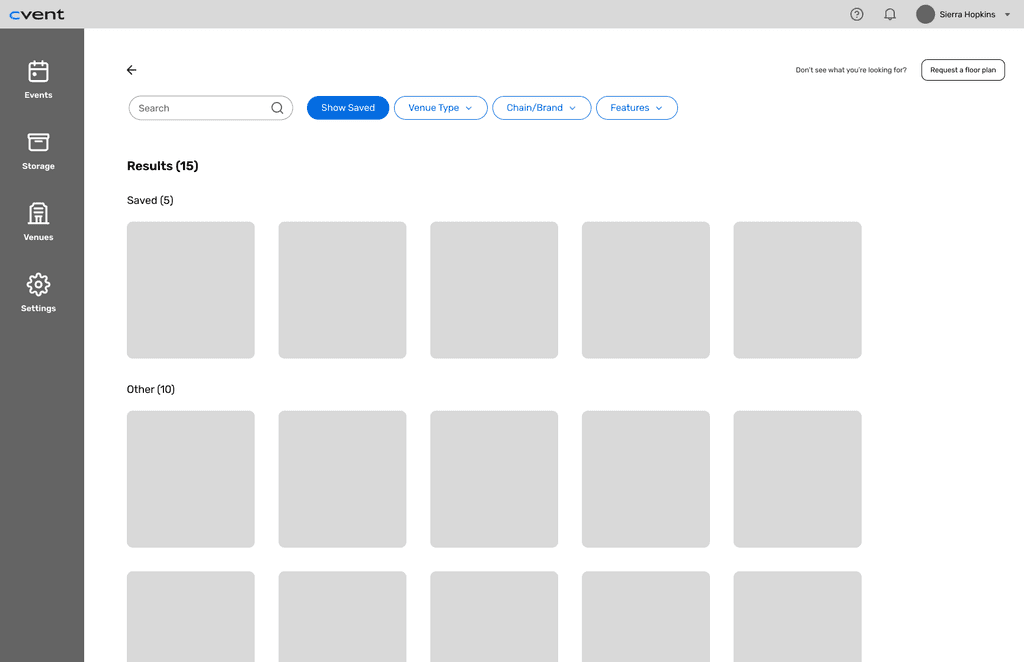 cvent
Sierra Hopkins
Events
Storage
Venues
Settings
Don't see what you're looking for?
Request a floor plan
Search
Show Saved
Venue Type
Chain/Brand
Features
Results (15)
Saved (5)
Other (10)